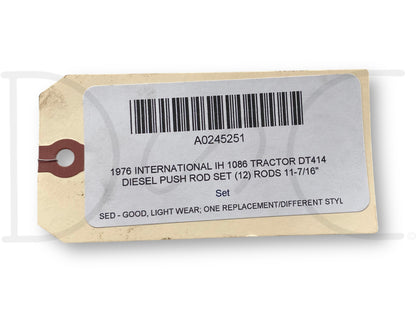 A0245251
1976 INTERNATIONAL IH 1086 TRACTOR DT414
DIESEL PUSH ROD SET (12) RODS 11-7/16"
Set
SED - GOOD, LIGHT WEAR; ONE REPLACEMENT/DIFFERENT STYL